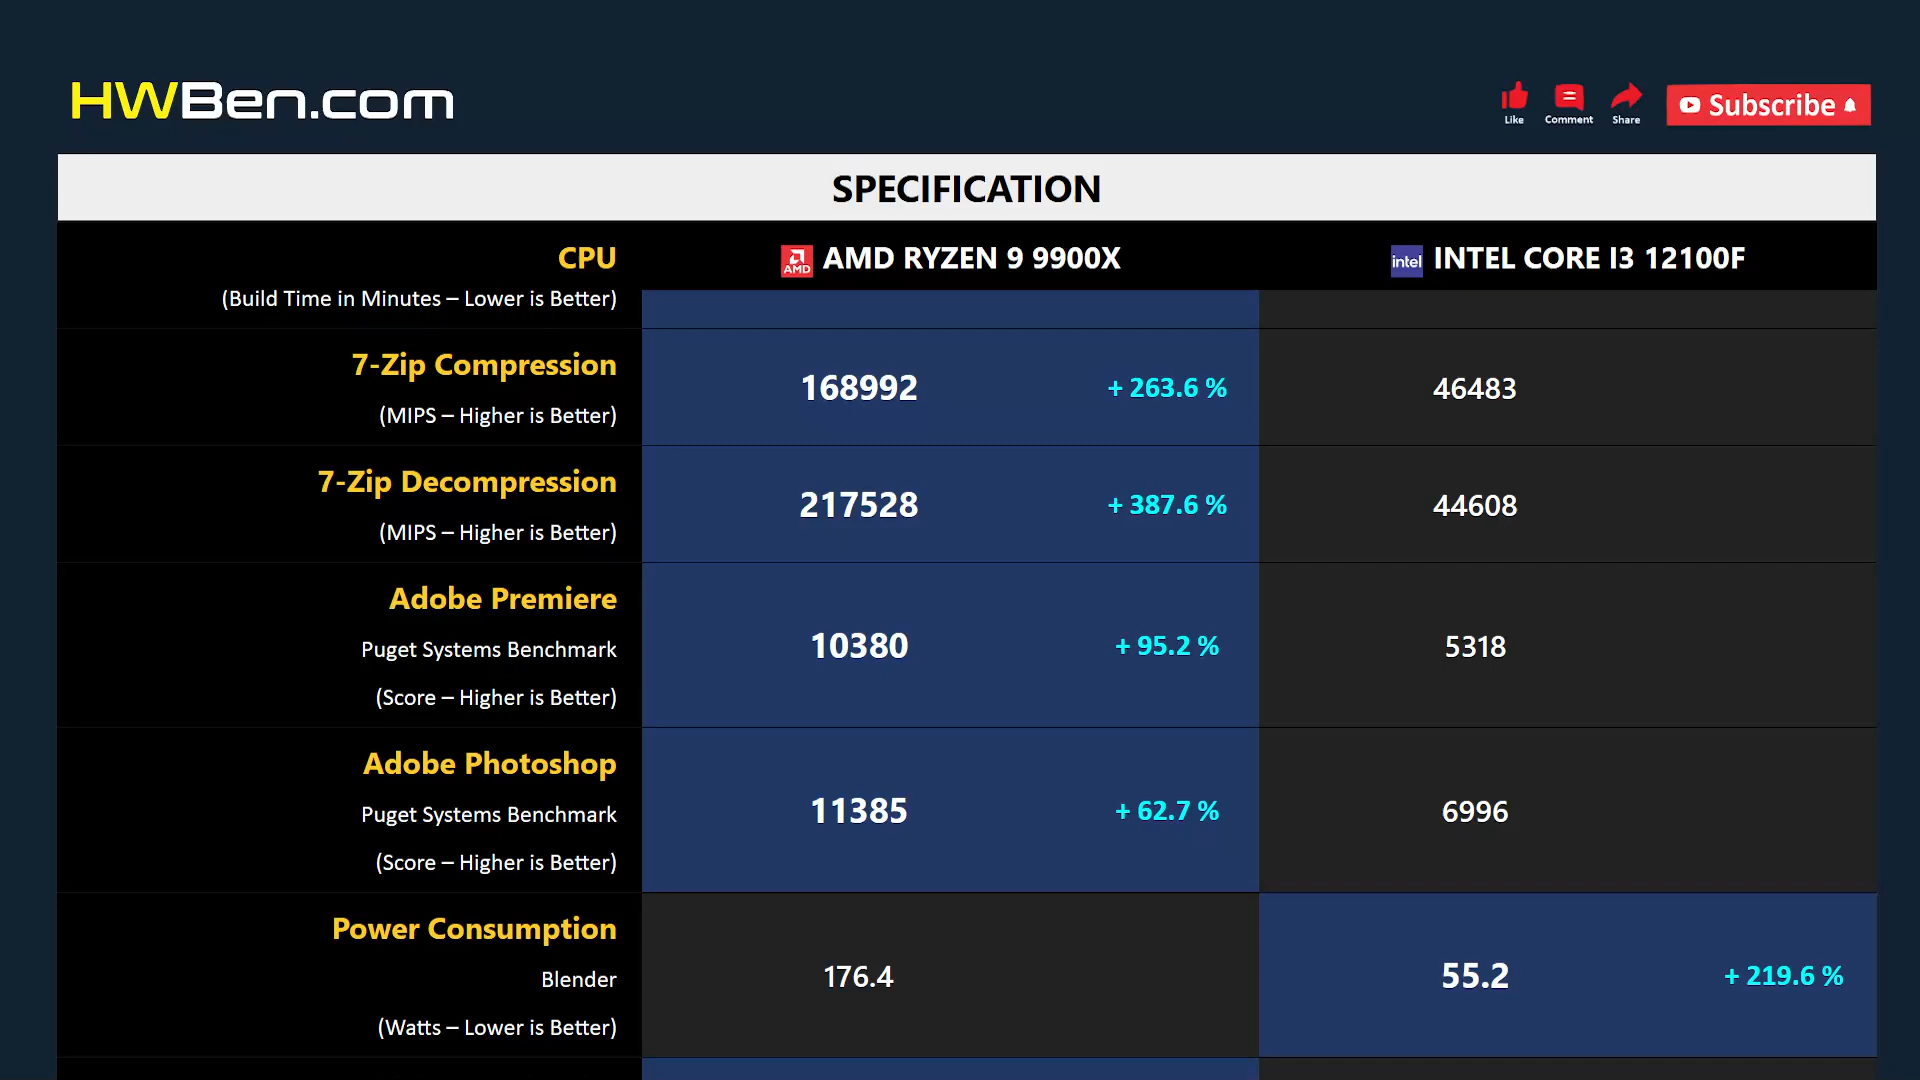 HWBen.com
Like
Comment
Share
Subscribe
SPECIFICATION
CPU
AMD AMD RYZEN 9 9900X
intel INTEL CORE I3 12100F
(Build Time in Minutes – Lower is Better)
7-Zip Compression
(MIPS – Higher is Better)
168992
+ 263.6 %
46483
7-Zip Decompression
(MIPS – Higher is Better)
217528
+ 387.6 %
44608
Adobe Premiere
Puget Systems Benchmark
(Score – Higher is Better)
10380
+ 95.2 %
5318
Adobe Photoshop
Puget Systems Benchmark
(Score – Higher is Better)
11385
+ 62.7 %
6996
Power Consumption
Blender
(Watts – Lower is Better)
176.4
55.2
+ 219.6 %